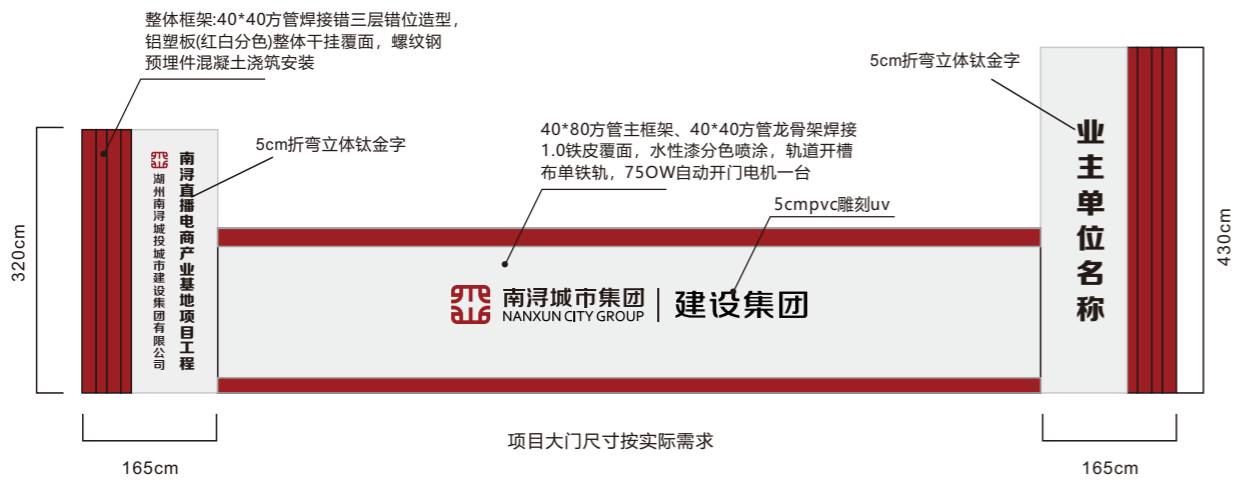 整体框架:40*40方管焊接错三层错位造型，
铝塑板(红白分色)整体干挂覆面，螺纹钢
预埋件混凝土浇筑安装
5cm折弯立体钛金字
5cm折弯立体钛金字
40*80方管主框架、40*40方管龙骨架焊接
1.0铁皮覆面，水性漆分色喷涂，轨道开槽
布单铁轨，75OW自动开门电机一台
5cmpvc雕刻uv
320cm
南浔直播电商产业基地项目工程
湖州南浔城投城市建设集团有限公司
南浔城市集团
NANXUN CITY GROUP
建设集团
业主单位名称
430cm
项目大门尺寸按实际需求
165cm
165cm